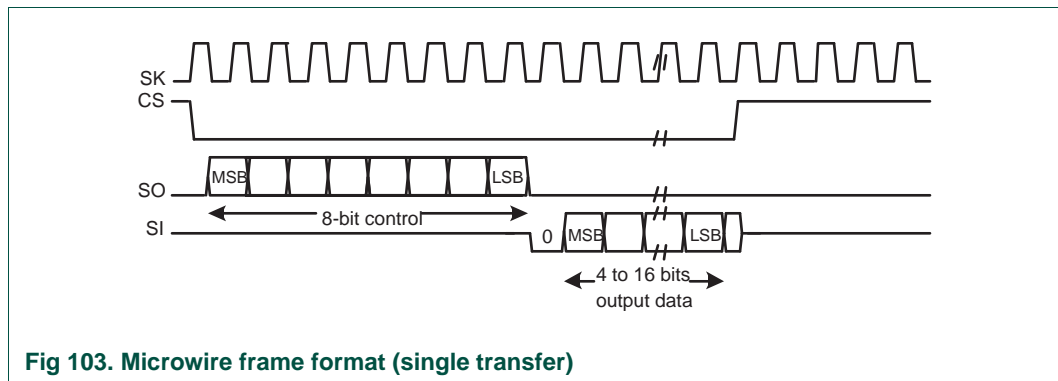 SK
CS
SO
MSB
LSB
8-bit control
SI
0
MSB
LSB
4 to 16 bits
output data
Fig 103. Microwire frame format (single transfer)